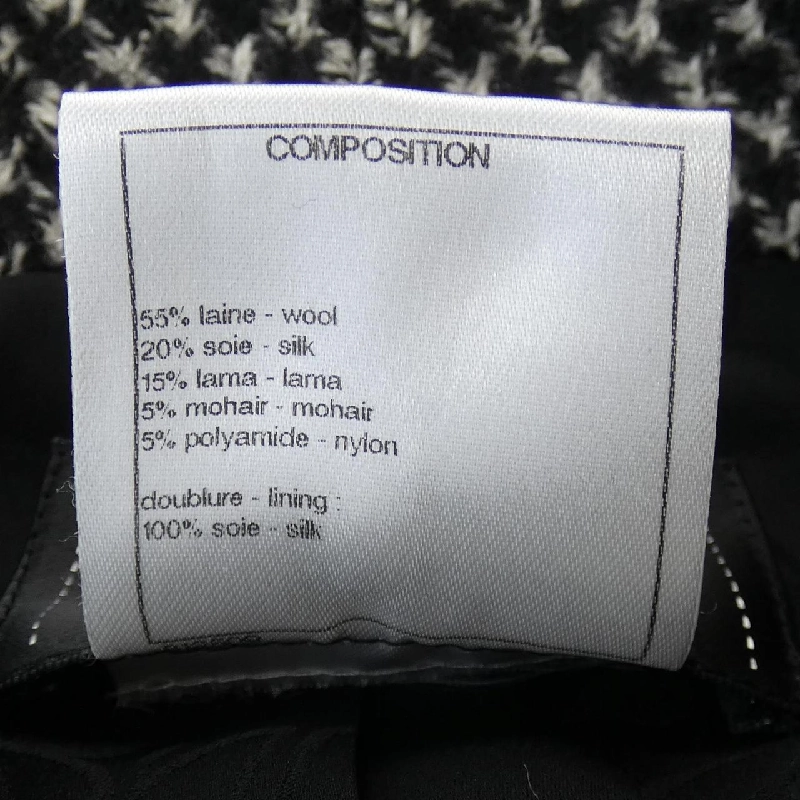 COMPOSITION
55% laine - wool
20% soie - silk
15% lama - lama
5% mohair - mohair
5% polyamide - nylon
doublure - lining :
100% soie - silk